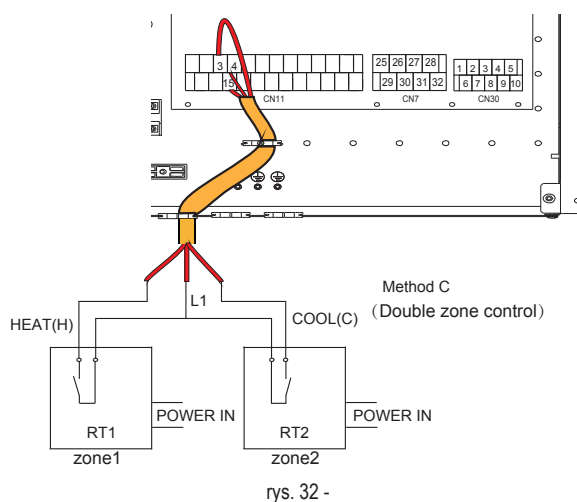 3 4
15
CN11
25 26 27 28
29 30 31 32
CN7
1 2 3 4 5
6 7 8 9 10
CN30
L1
HEAT(H)
COOL(C)
Method C
（Double zone control）
POWER IN
RT1
zone1
POWER IN
RT2
zone2
rys. 32 -